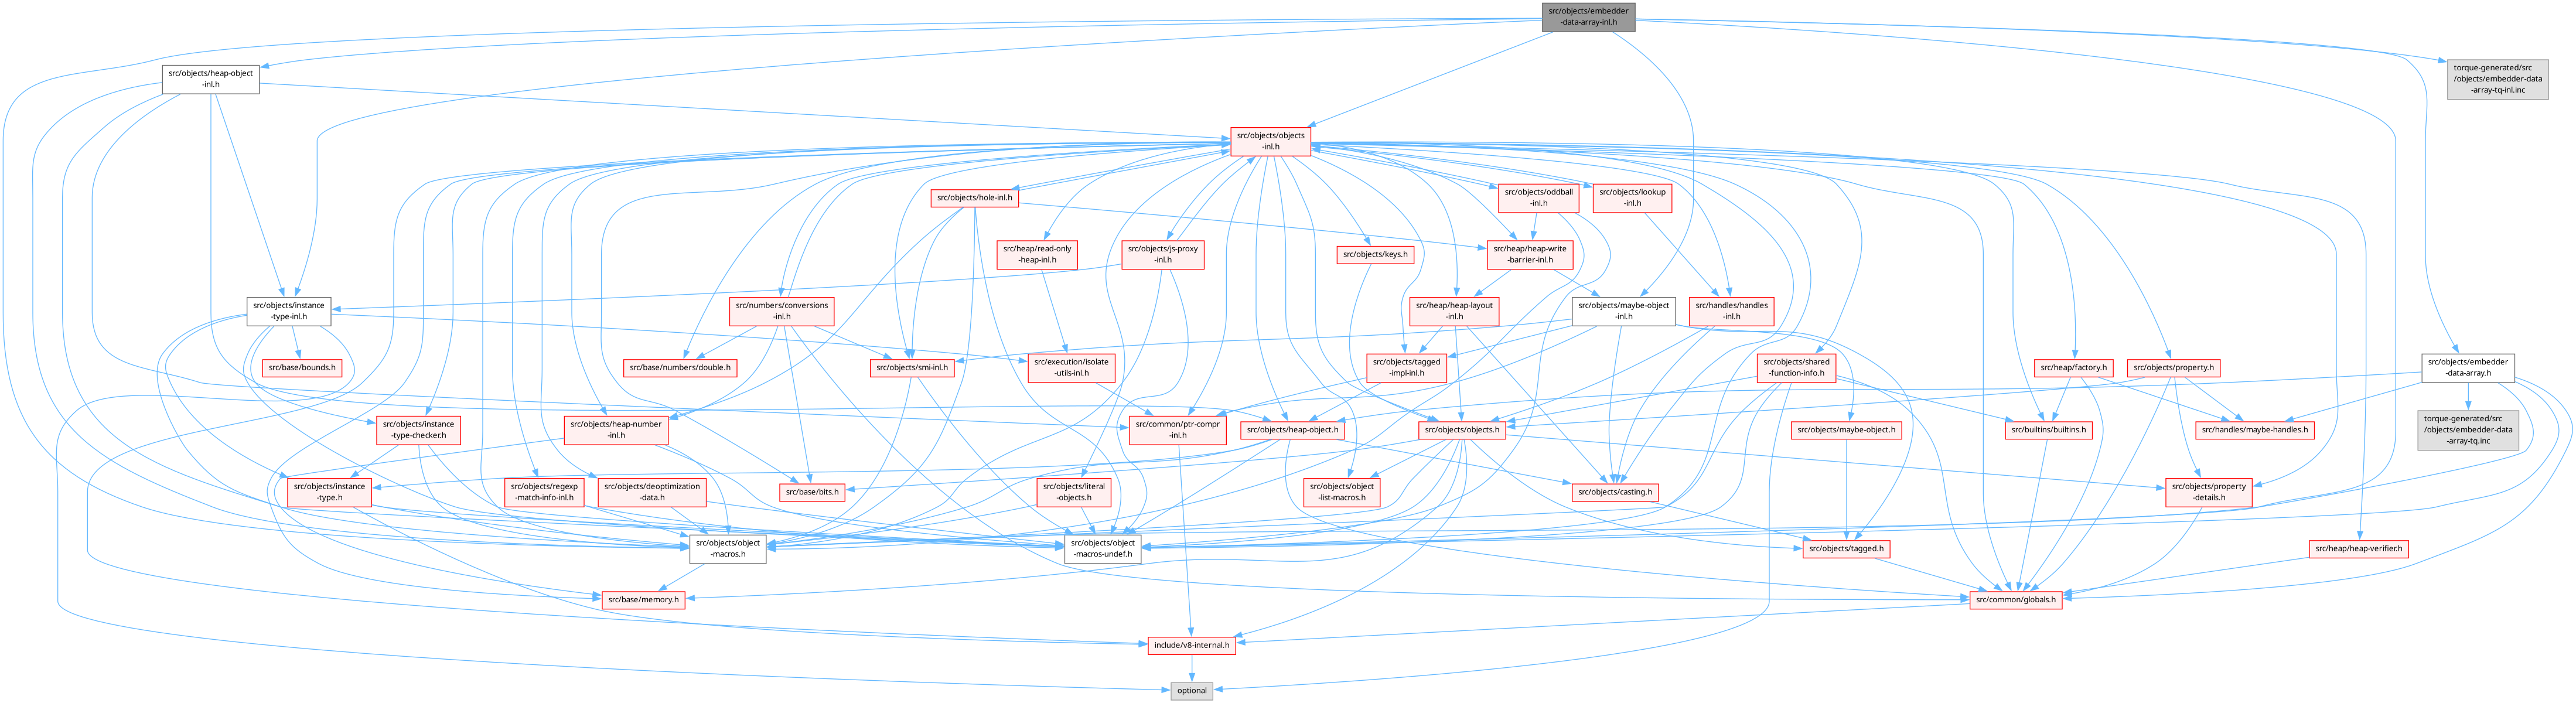 src/objects/embedder
-data-array-inl.h
src/objects/heap-object
-inl.h
torque-generated/src
/objects/embedder-data
-array-tq-inl.inc
src/objects/objects
-inl.h
src/objects/hole-inl.h
src/objects/oddball
-inl.h
src/objects/lookup
-inl.h
src/heap/read-only
-heap-inl.h
src/objects/js-proxy
-inl.h
src/objects/keys.h
src/heap/heap-write
-barrier-inl.h
src/objects/instance
-type-inl.h
src/numbers/conversions
-inl.h
src/heap/heap-layout
-inl.h
src/objects/maybe-object
-inl.h
src/handles/handles
-inl.h
src/base/bounds.h
src/base/numbers/double.h
src/objects/smi-inl.h
src/execution/isolate
-utils-inl.h
src/objects/tagged
-impl-inl.h
src/objects/shared
-function-info.h
src/heap/factory.h
src/objects/property.h
src/objects/embedder
-data-array.h
src/objects/instance
-type-checker.h
src/objects/heap-number
-inl.h
src/common/ptr-compr
-inl.h
src/objects/heap-object.h
src/objects/objects.h
src/objects/maybe-object.h
src/builtins/builtins.h
src/handles/maybe-handles.h
torque-generated/src
/objects/embedder-data
-array-tq.inc
src/objects/instance
-type.h
src/objects/regexp
-match-info-inl.h
src/objects/deoptimization
-data.h
src/base/bits.h
src/objects/literal
-objects.h
src/objects/object
-list-macros.h
src/objects/casting.h
src/objects/property
-details.h
src/objects/object
-macros.h
src/objects/object
-macros-undef.h
src/objects/tagged.h
src/heap/heap-verifier.h
src/base/memory.h
src/common/globals.h
include/v8-internal.h
optional